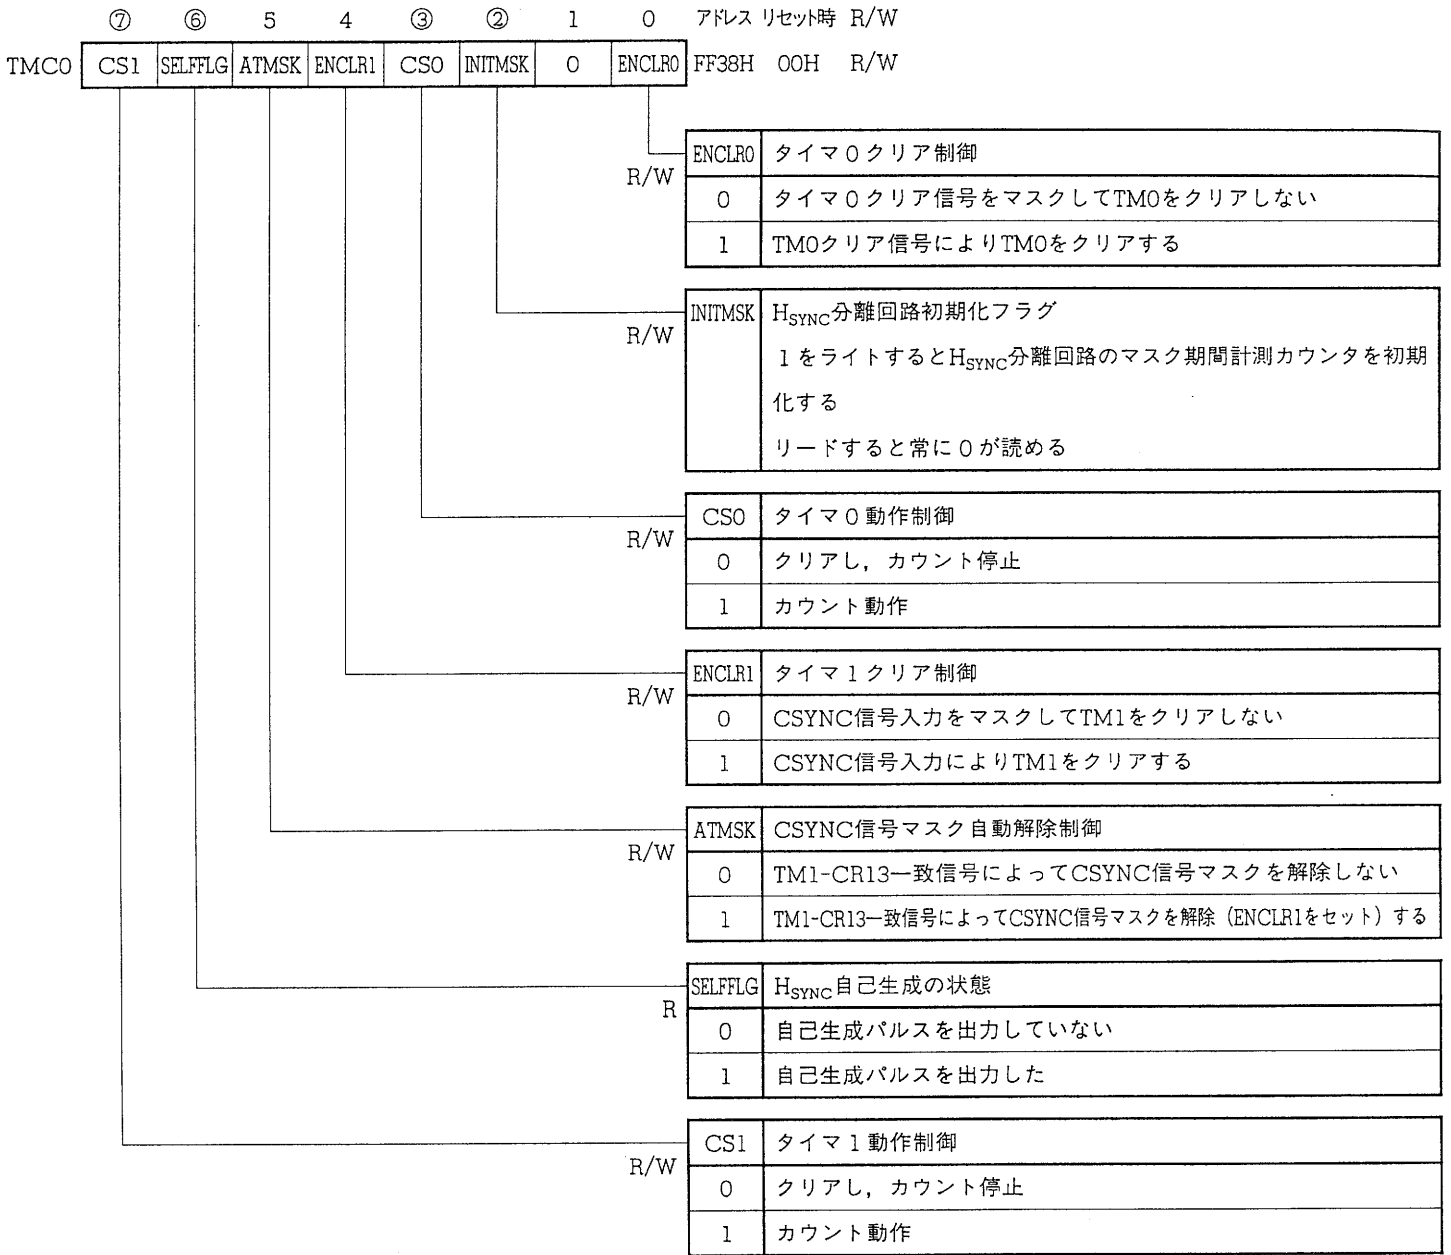 ⑦ ⑥ 5 4 ③ ② 1 0 アドレス リセット時 R/W
TMC0 CS1 SELFFLG ATMSK ENCLR1 CS0 INITMSK 0 ENCLR0 FF38H 00H R/W
R/W
ENCLR0 タイマ0クリア制御
0 タイマ0クリア信号をマスクしてTM0をクリアしない
1 TM0クリア信号によりTM0をクリアする
R/W
INITMSK HSYNC分離回路初期化フラグ
1をライトするとHSYNC分離回路のマスク期間計測カウンタを初期
化する
リードすると常に0が読める
R/W
CS0 タイマ0動作制御
0 クリアし，カウント停止
1 カウント動作
R/W
ENCLR1 タイマ1クリア制御
0 CSYNC信号入力をマスクしてTM1をクリアしない
1 CSYNC信号入力によりTM1をクリアする
R/W
ATMSK CSYNC信号マスク自動解除制御
0 TM1-CR13一致信号によってCSYNC信号マスクを解除しない
1 TM1-CR13一致信号によってCSYNC信号マスクを解除（ENCLR1をセット）する
R
SELFFLG HSYNC自己生成の状態
0 自己生成パルスを出力していない
1 自己生成パルスを出力した
R/W
CS1 タイマ1動作制御
0 クリアし，カウント停止
1 カウント動作